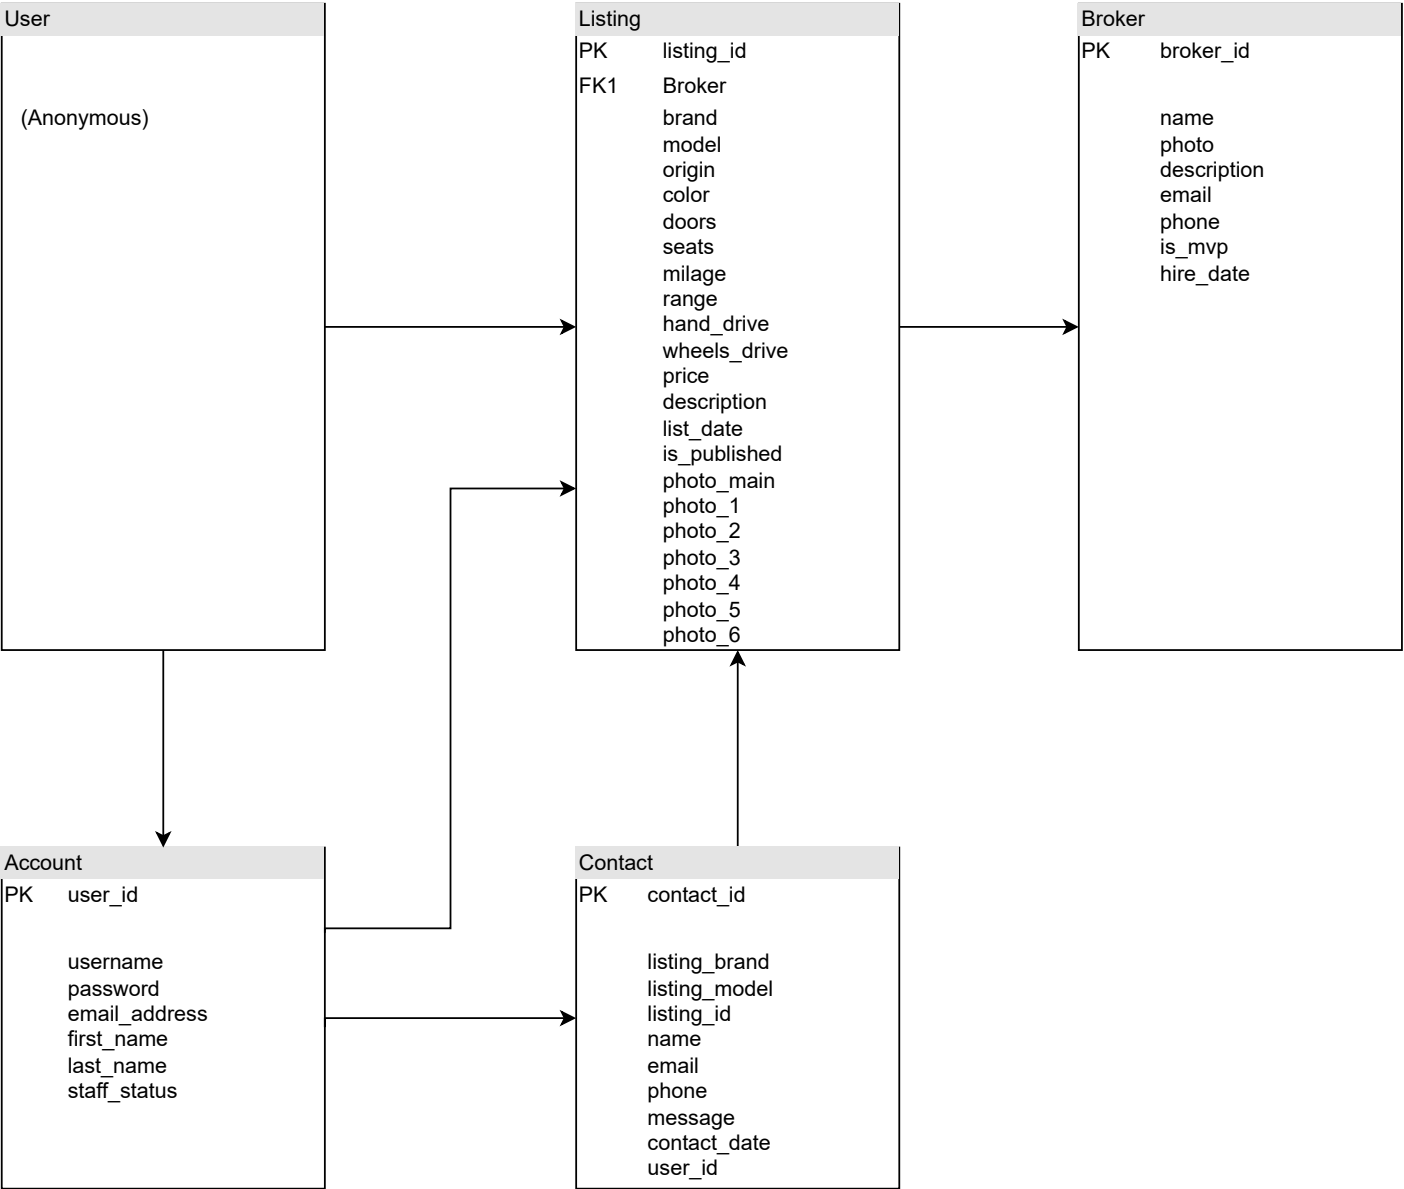 User
(Anonymous)
Listing
PK listing_id
FK1 Broker
brand
model
origin
color
doors
seats
milage
range
hand_drive
wheels_drive
price
description
list_date
is_published
photo_main
photo_1
photo_2
photo_3
photo_4
photo_5
photo_6
Broker
PK broker_id
name
photo
description
email
phone
is_mvp
hire_date
Account
PK user_id
username
password
email_address
first_name
last_name
staff_status
Contact
PK contact_id
listing_brand
listing_model
listing_id
name
email
phone
message
contact_date
user_id